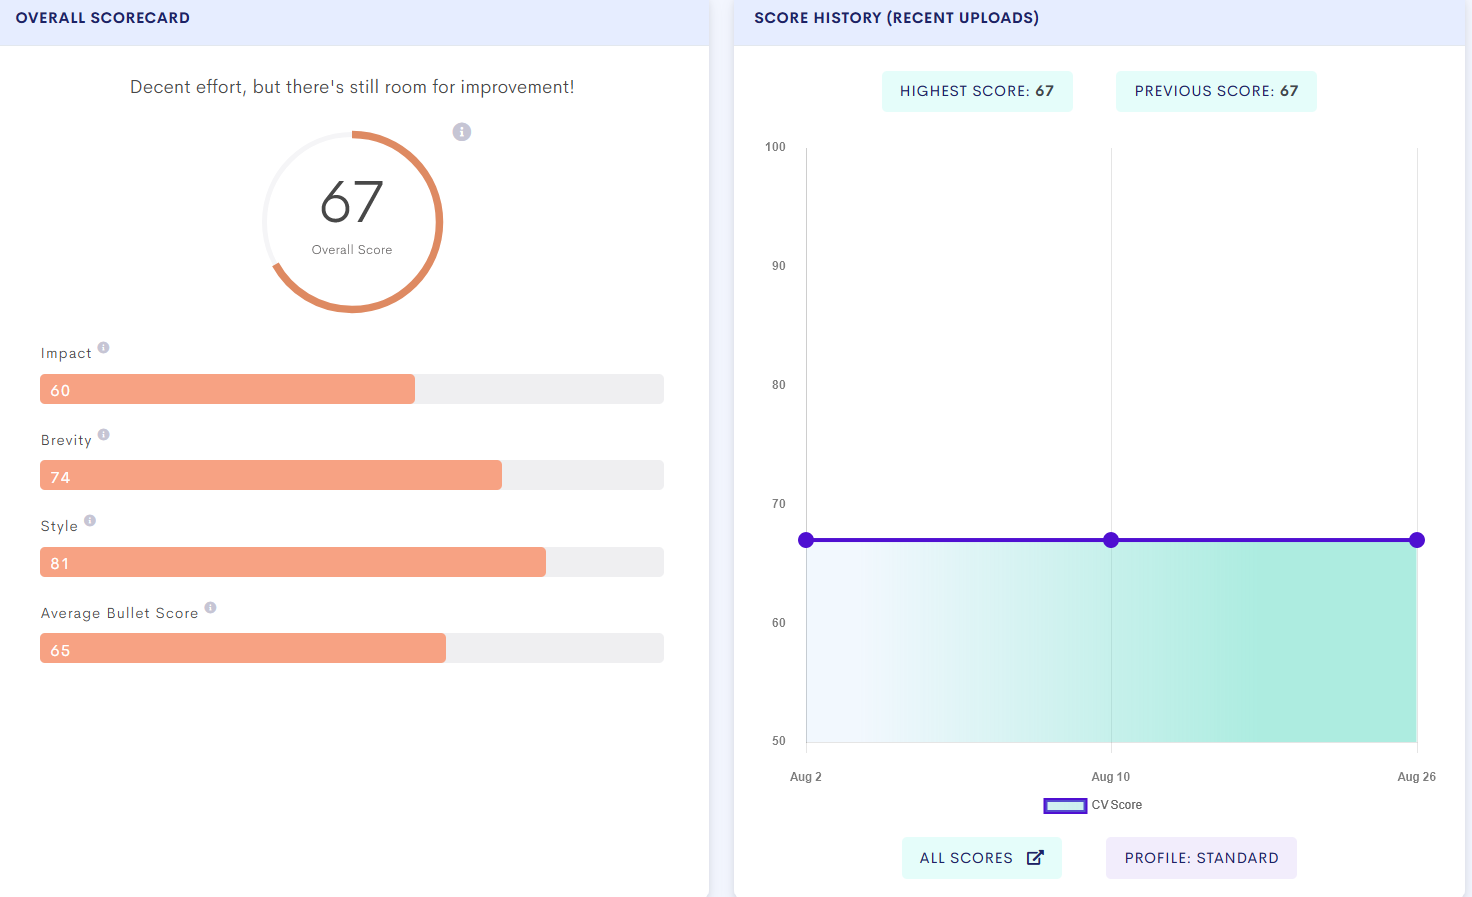 OVERALL SCORECARD
Decent effort, but there's still room for improvement!
67
Overall Score
Impact
60
Brevity
74
Style
81
Average Bullet Score
65
SCORE HISTORY (RECENT UPLOADS)
HIGHEST SCORE: 67
PREVIOUS SCORE: 67
100
90
80
70
60
50
Aug 2
Aug 10
Aug 26
CV Score
ALL SCORES
PROFILE: STANDARD